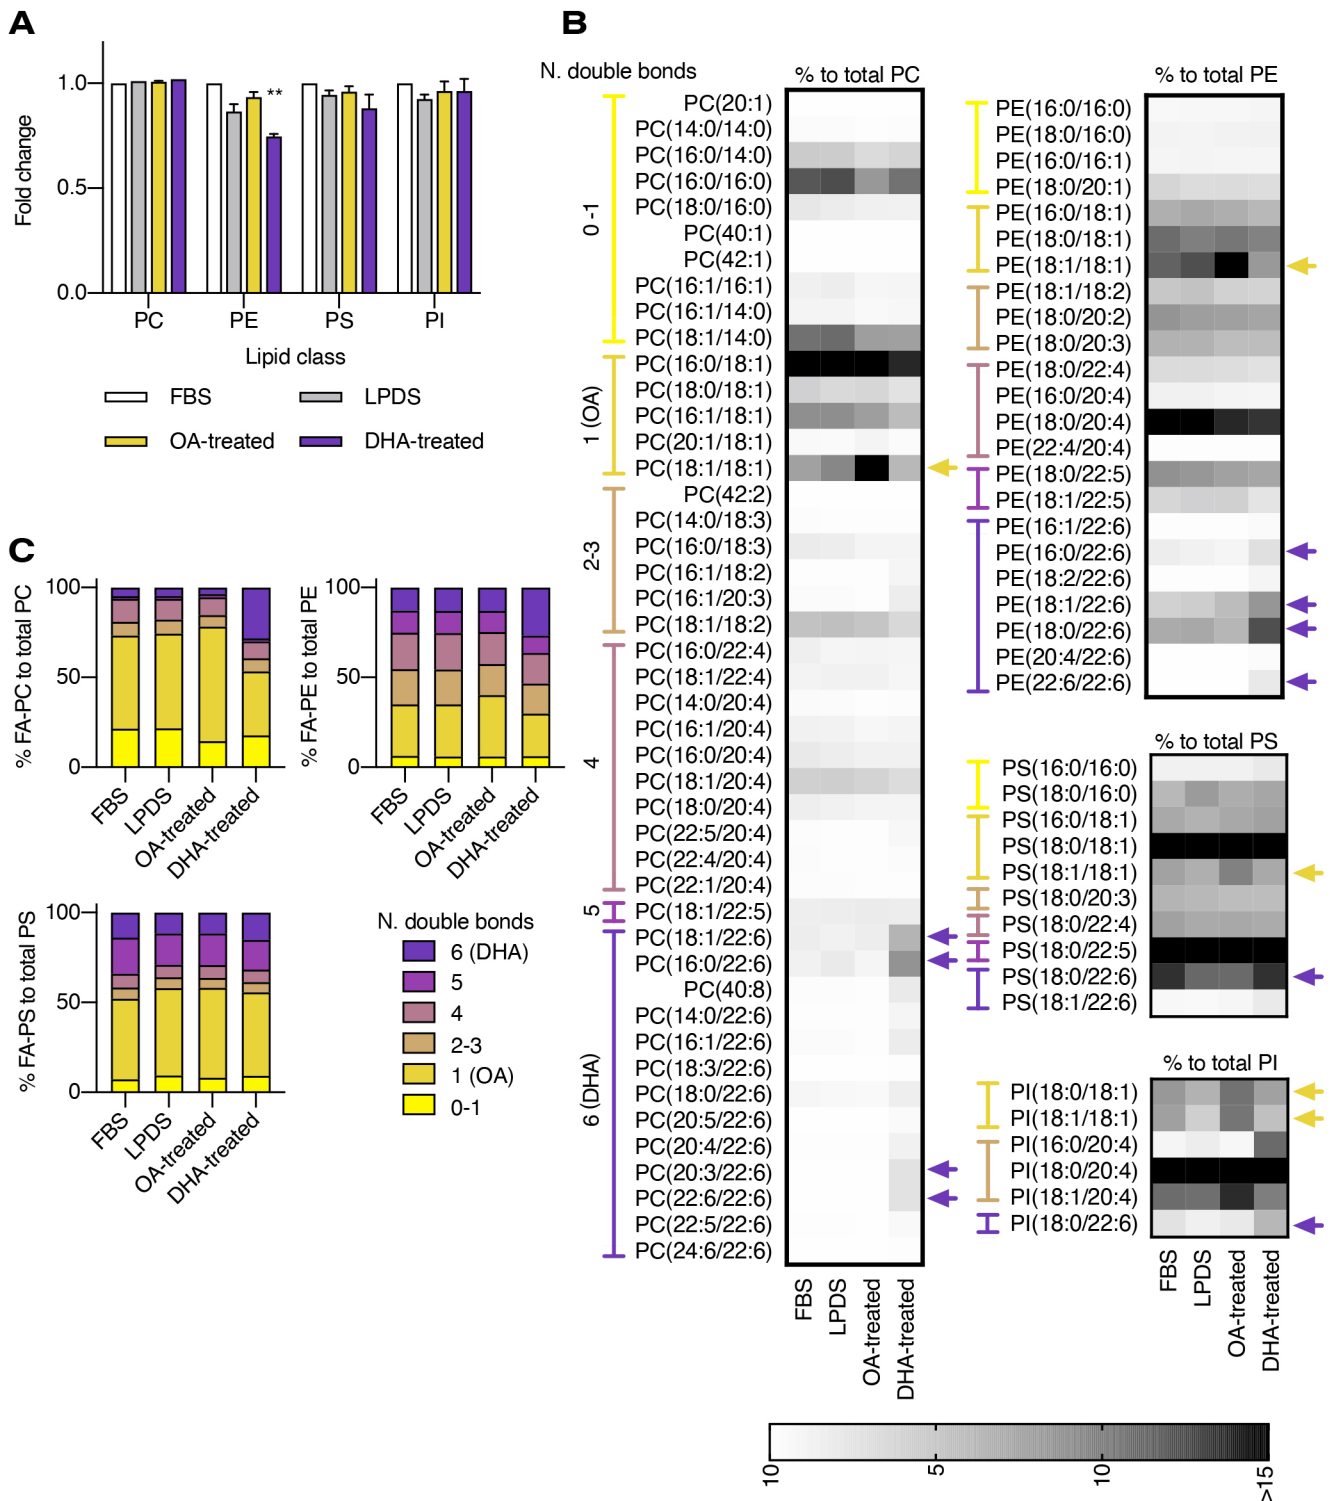 A
1.0
0.5
0.0
Fold change
**
PC PE PS PI
Lipid class
FBS LPDS
OA-treated DHA-treated
B
N. double bonds
% to total PC
0 -1
1 (OA)
2-3
4
5
6 (DHA)
PC(20:1)
PC(14:0/14:0)
PC(16:0/14:0)
PC(16:0/16:0)
PC(18:0/16:0)
PC(40:1)
PC(42:1)
PC(16:1/16:1)
PC(16:1/14:0)
PC(18:1/14:0)
PC(16:0/18:1)
PC(18:0/18:1)
PC(16:1/18:1)
PC(20:1/18:1)
PC(18:1/18:1)
PC(42:2)
PC(14:0/18:3)
PC(16:0/18:3)
PC(16:1/18:2)
PC(16:1/20:3)
PC(18:1/18:2)
PC(16:0/22:4)
PC(18:1/22:4)
PC(14:0/20:4)
PC(16:1/20:4)
PC(16:0/20:4)
PC(18:1/20:4)
PC(18:0/20:4)
PC(22:5/20:4)
PC(22:4/20:4)
PC(22:1/20:4)
PC(18:1/22:5)
PC(18:1/22:6)
PC(16:0/22:6)
PC(40:8)
PC(14:0/22:6)
PC(16:1/22:6)
PC(18:3/22:6)
PC(18:0/22:6)
PC(20:5/22:6)
PC(20:4/22:6)
PC(20:3/22:6)
PC(22:6/22:6)
PC(22:5/22:6)
PC(24:6/22:6)
FBS
LPDS
OA-treated
DHA-treated
% to total PE
PE(16:0/16:0)
PE(18:0/16:0)
PE(16:0/16:1)
PE(18:0/20:1)
PE(16:0/18:1)
PE(18:0/18:1)
PE(18:1/18:1)
PE(18:1/18:2)
PE(18:0/20:2)
PE(18:0/20:3)
PE(18:0/22:4)
PE(16:0/20:4)
PE(18:0/20:4)
PE(22:4/20:4)
PE(18:0/22:5)
PE(18:1/22:5)
PE(16:1/22:6)
PE(16:0/22:6)
PE(18:2/22:6)
PE(18:1/22:6)
PE(18:0/22:6)
PE(20:4/22:6)
PE(22:6/22:6)
% to total PS
PS(16:0/16:0)
PS(18:0/16:0)
PS(16:0/18:1)
PS(18:0/18:1)
PS(18:1/18:1)
PS(18:0/20:3)
PS(18:0/22:4)
PS(18:0/22:5)
PS(18:0/22:6)
PS(18:1/22:6)
% to total PI
PI(18:0/18:1)
PI(18:1/18:1)
PI(16:0/20:4)
PI(18:0/20:4)
PI(18:1/20:4)
PI(18:0/22:6)
FBS
LPDS
OA-treated
DHA-treated
10
5
10
>15
C
% FA-PC to total PC
100
50
0
FBS
LPDS
OA-treated
DHA-treated
% FA-PE to total PE
100
50
0
FBS
LPDS
OA-treated
DHA-treated
% FA-PS to total PS
100
50
0
FBS
LPDS
OA-treated
DHA-treated
N. double bonds
6 (DHA)
5
4
2-3
1 (OA)
0-1